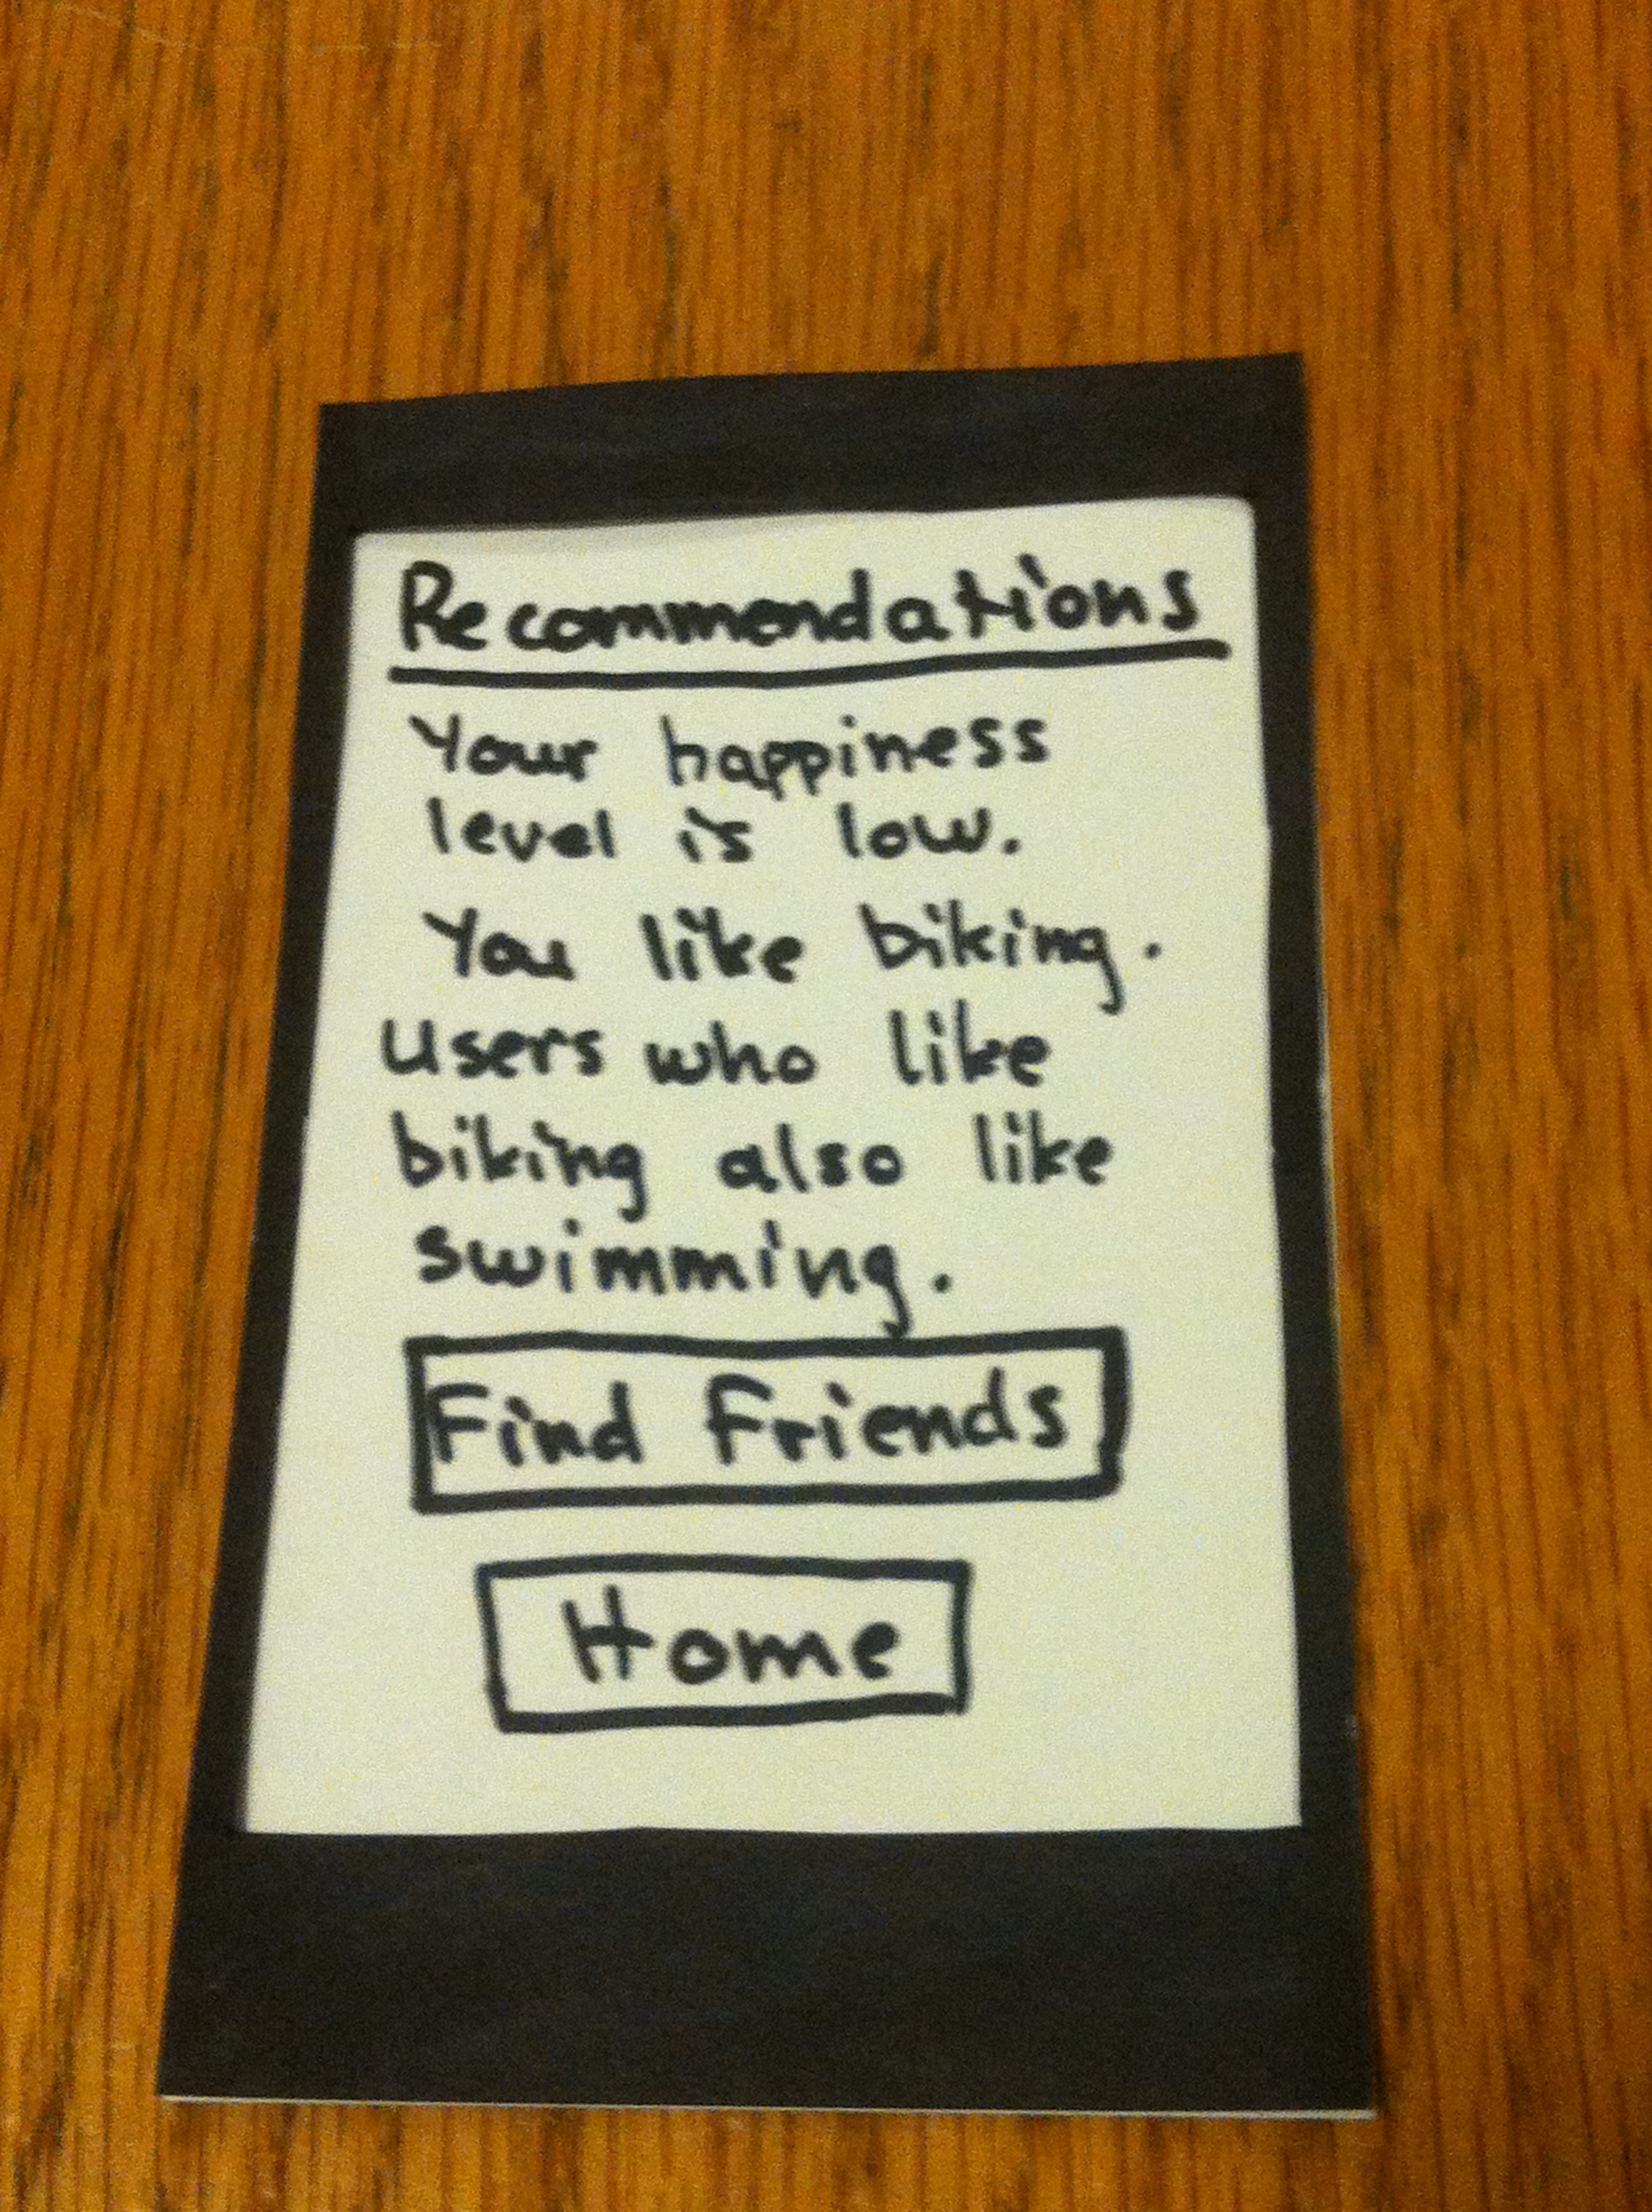 Recommendations
Your happiness
level is low.
You like biking.
Users who like
biking also like
swimming.
Find Friends
Home